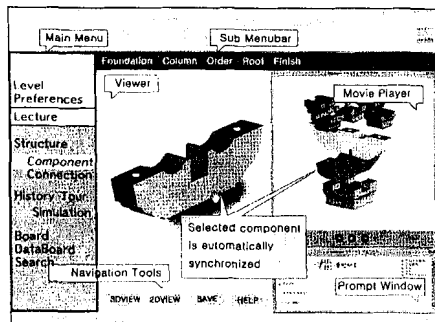 Main Menu
Sub Menubar
Foundation Column Order Roof Finish
Viewer
Movie Player
Level
Preferences
Lecture
Structure
Component
Connection
History Tour
Simulation
Board
DataBoard
Search
Selected component
is automatically
synchronized
Navigation Tools
3DVIEW 2DVIEW SAVE HELP
Prompt Window